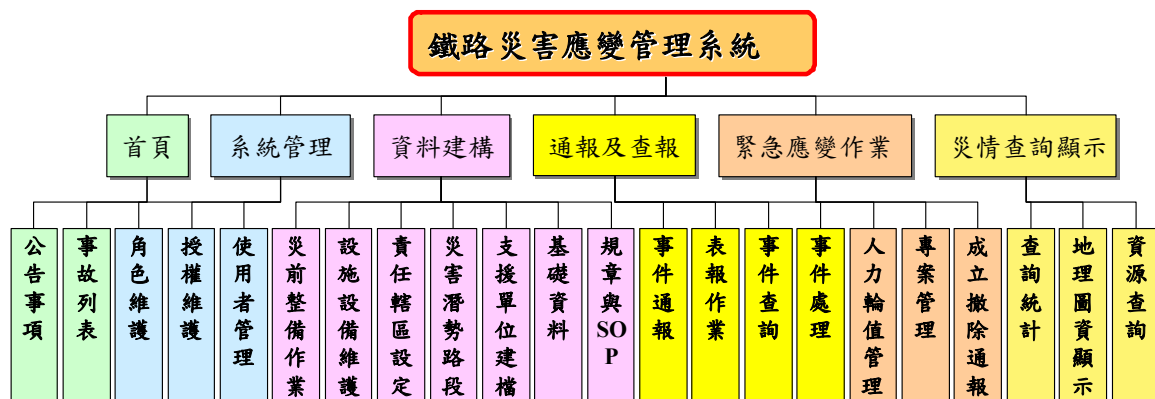 鐵路災害應變管理系統
首頁
系統管理
資料建構
通報及查報
緊急應變作業
災情查詢顯示
公告事項
事故列表
角色維護
授權維護
使用者管理
災前整備作業
設施設備維護
責任轄區設定
災害潛勢路段
支援單位建檔
基礎資料
規章與SOP
事件通報
表報作業
事件查詢
事件處理
人力輪值管理
專案管理
成立撤除通報
查詢統計
地理圖資顯示
資源查詢